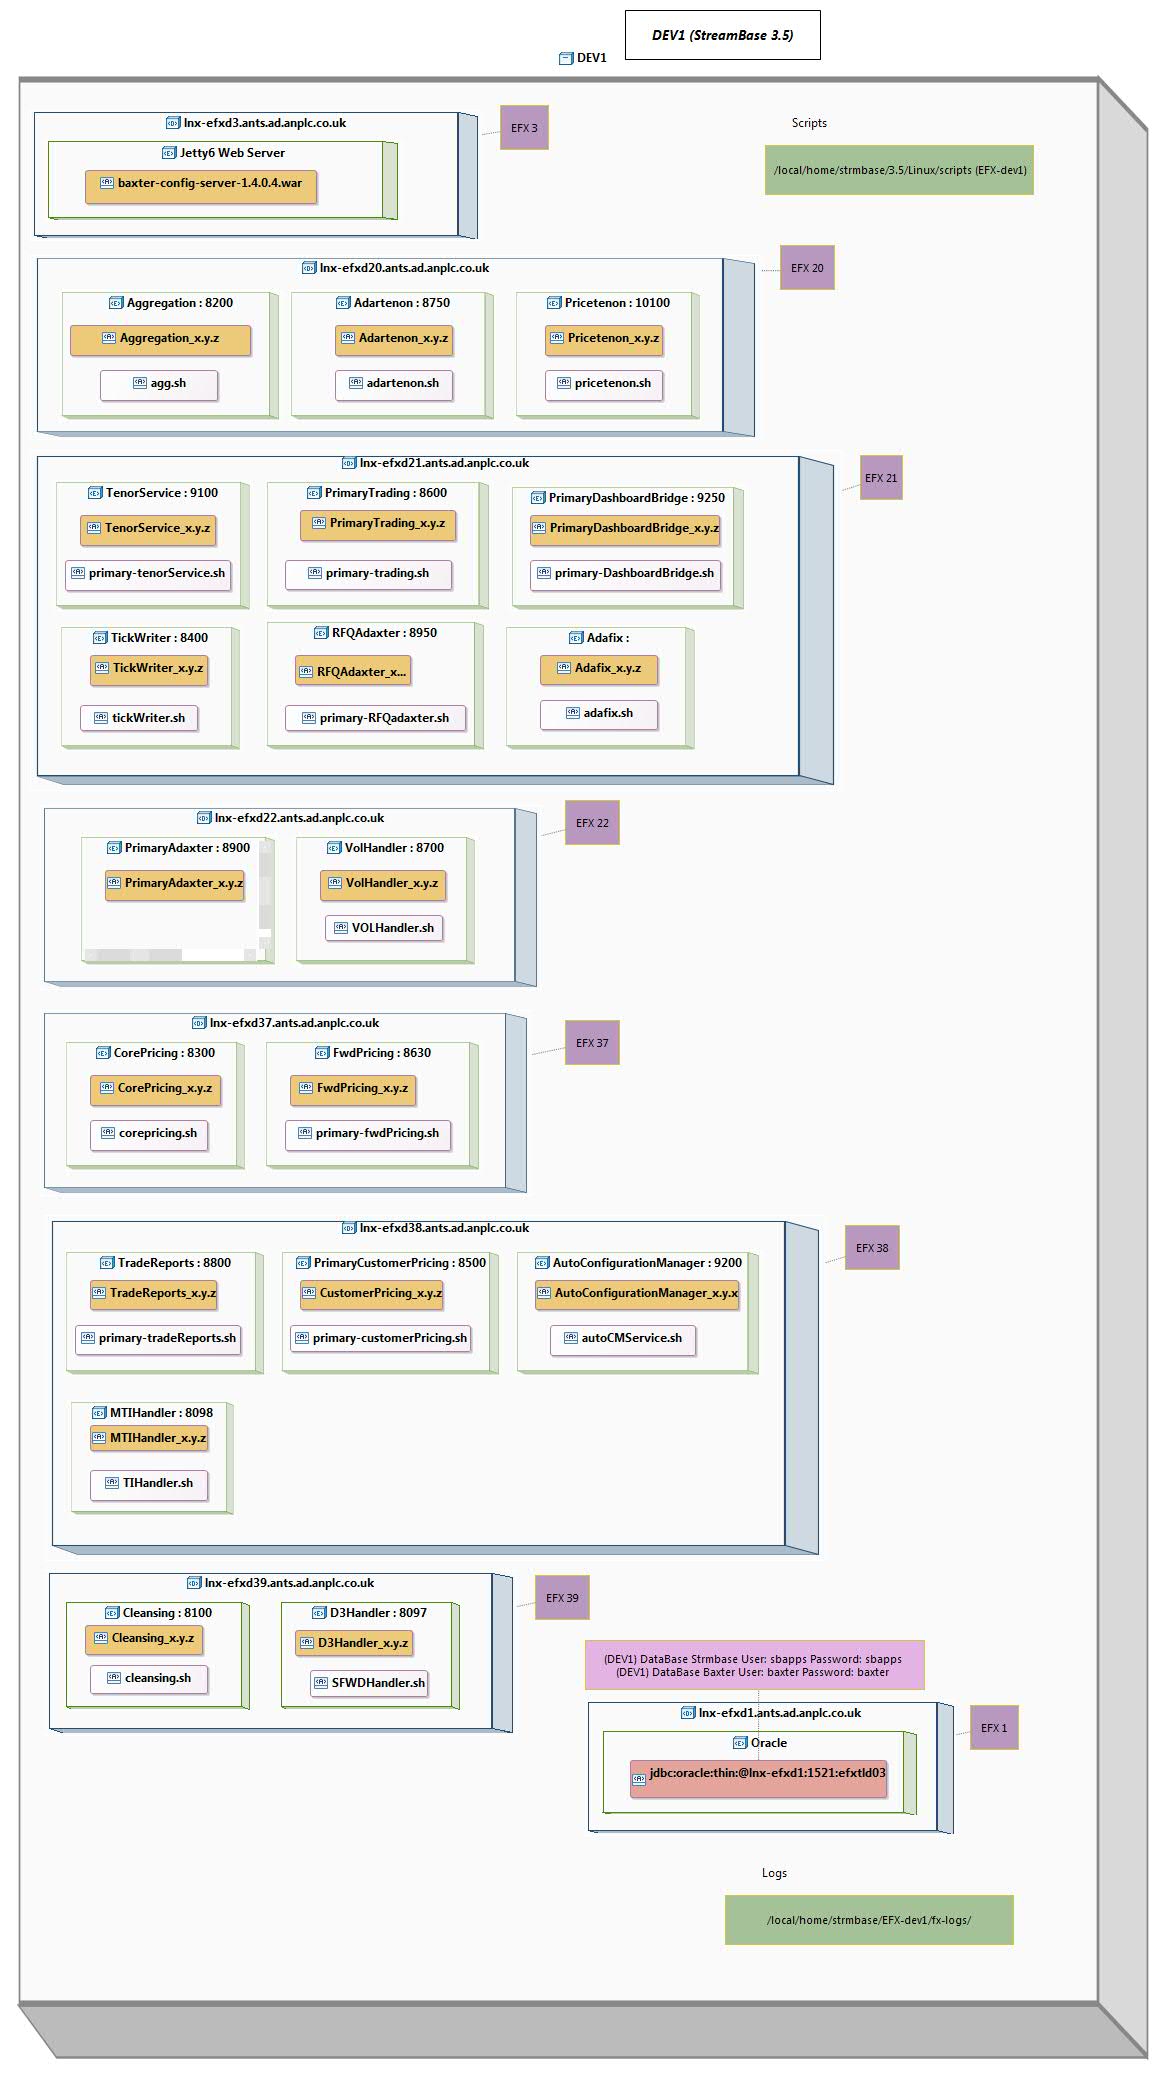 DEV1 (StreamBase 3.5)
DEV1
lnx-efxd3.ants.ad.anplc.co.uk
EFX 3
Jetty6 Web Server
baxter-config-server-1.4.0.4.war
Scripts
/local/home/strmbase/3.5/Linux/scripts (EFX-dev1)
lnx-efxd20.ants.ad.anplc.co.uk
EFX 20
Aggregation : 8200
Aggregation_x.y.z
agg.sh
Adartenon : 8750
Adartenon_x.y.z
adartenon.sh
Pricetenon : 10100
Pricetenon_x.y.z
pricetenon.sh
lnx-efxd21.ants.ad.anplc.co.uk
EFX 21
TenorService : 9100
TenorService_x.y.z
primary-tenorService.sh
PrimaryTrading : 8600
PrimaryTrading_x.y.z
primary-trading.sh
PrimaryDashboardBridge : 9250
PrimaryDashboardBridge_x.y.z
primary-DashboardBridge.sh
TickWriter : 8400
TickWriter_x.y.z
tickWriter.sh
RFQAdaxter : 8950
RFQAdaxter_x...
primary-RFQadaxter.sh
Adafix :
Adafix_x.y.z
adafix.sh
lnx-efxd22.ants.ad.anplc.co.uk
EFX 22
PrimaryAdaxter : 8900
PrimaryAdaxter_x.y.z
VolHandler : 8700
VolHandler_x.y.z
VOLHandler.sh
lnx-efxd37.ants.ad.anplc.co.uk
EFX 37
CorePricing : 8300
CorePricing_x.y.z
corepricing.sh
FwdPricing : 8630
FwdPricing_x.y.z
primary-fwdPricing.sh
lnx-efxd38.ants.ad.anplc.co.uk
EFX 38
TradeReports : 8800
TradeReports_x.y.z
primary-tradeReports.sh
PrimaryCustomerPricing : 8500
CustomerPricing_x.y.z
primary-customerPricing.sh
AutoConfigurationManager : 9200
AutoConfigurationManager_x.y.x
autoCMService.sh
MTIHandler : 8098
MTIHandler_x.y.z
TIHandler.sh
lnx-efxd39.ants.ad.anplc.co.uk
EFX 39
Cleansing : 8100
Cleansing_x.y.z
cleansing.sh
D3Handler : 8097
D3Handler_x.y.z
SFWDHandler.sh
(DEV1) DataBase Strmbase User: sbapps Password: sbapps
(DEV1) DataBase Baxter User: baxter Password: baxter
lnx-efxd1.ants.ad.anplc.co.uk
EFX 1
Oracle
jdbc:oracle:thin:@lnx-efxd1:1521:efxtld03
Logs
/local/home/strmbase/EFX-dev1/fx-logs/